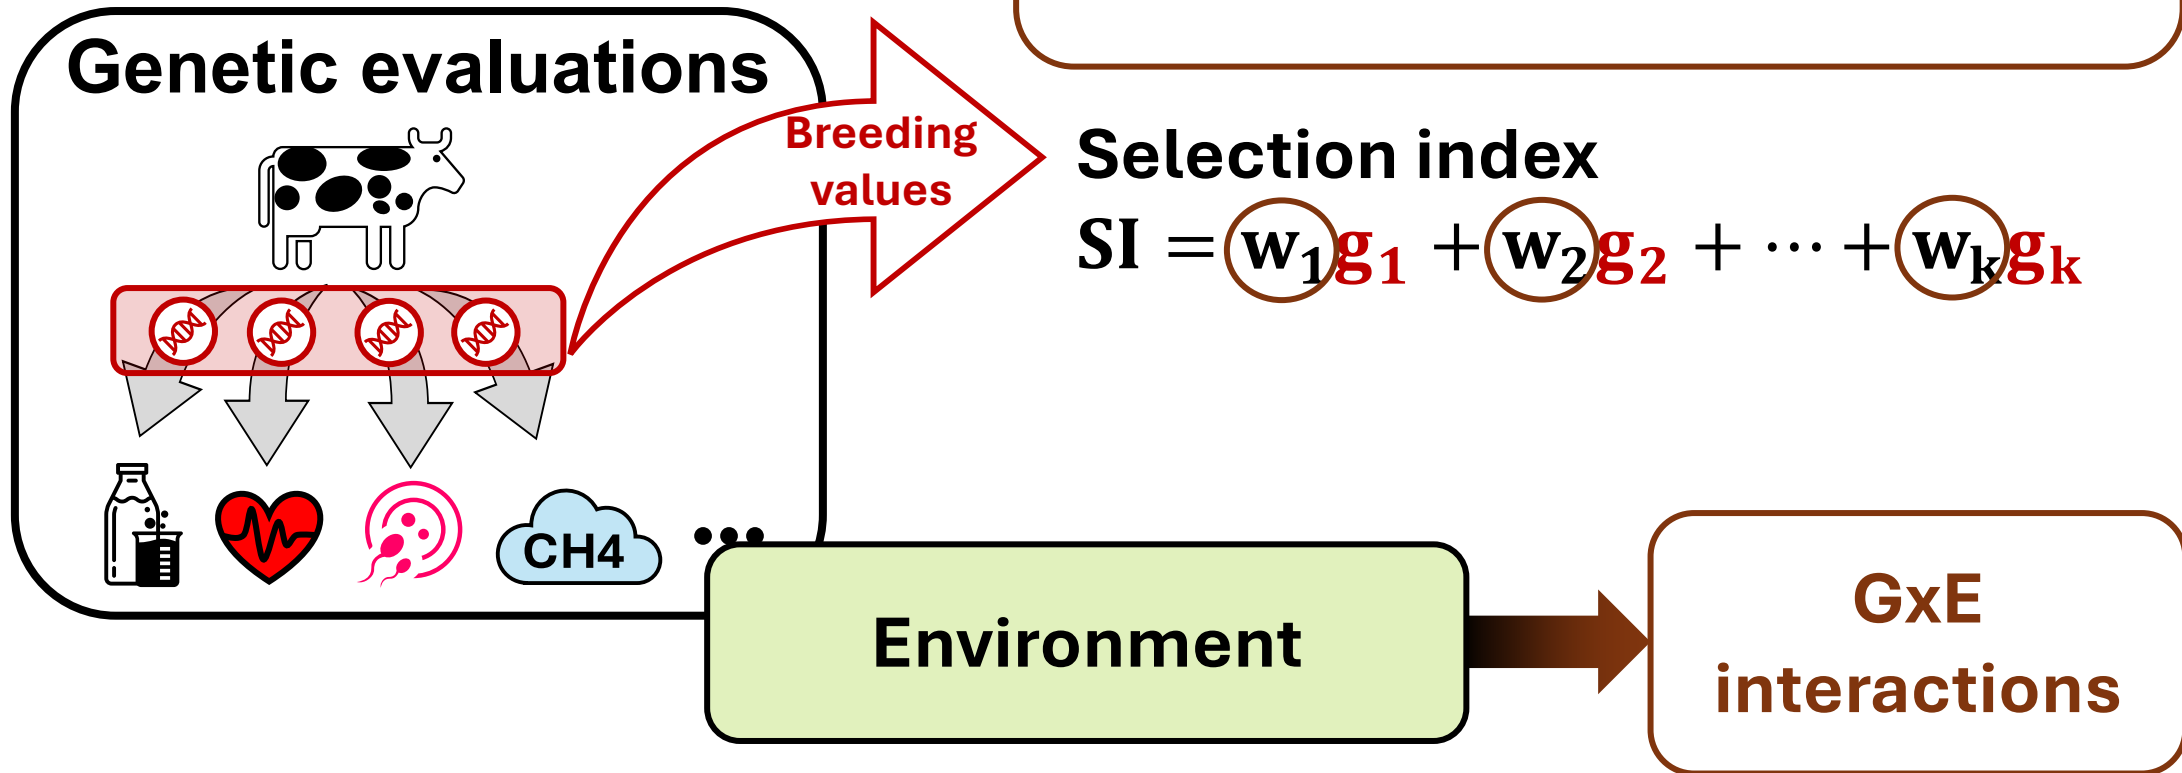 Genetic evaluations
Breeding
values
Selection index
SI = w₁g₁ + w₂g₂ + ⋯ + wₖgₖ
CH4
...
Environment
GxE
interactions